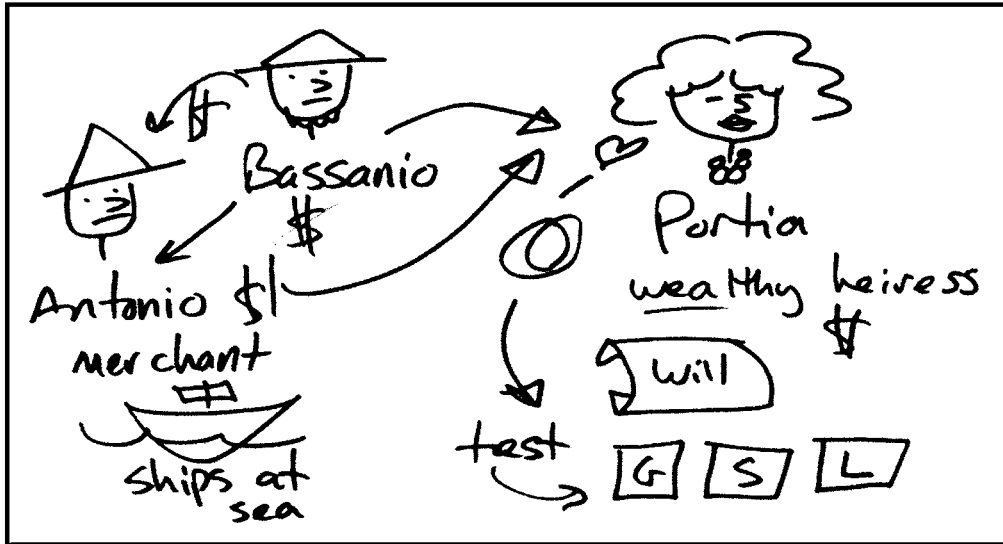 $
Bassanio
$
Antonio $
merchant
ships at
sea
Portia
wealthy heiress
$
will
test
G S L